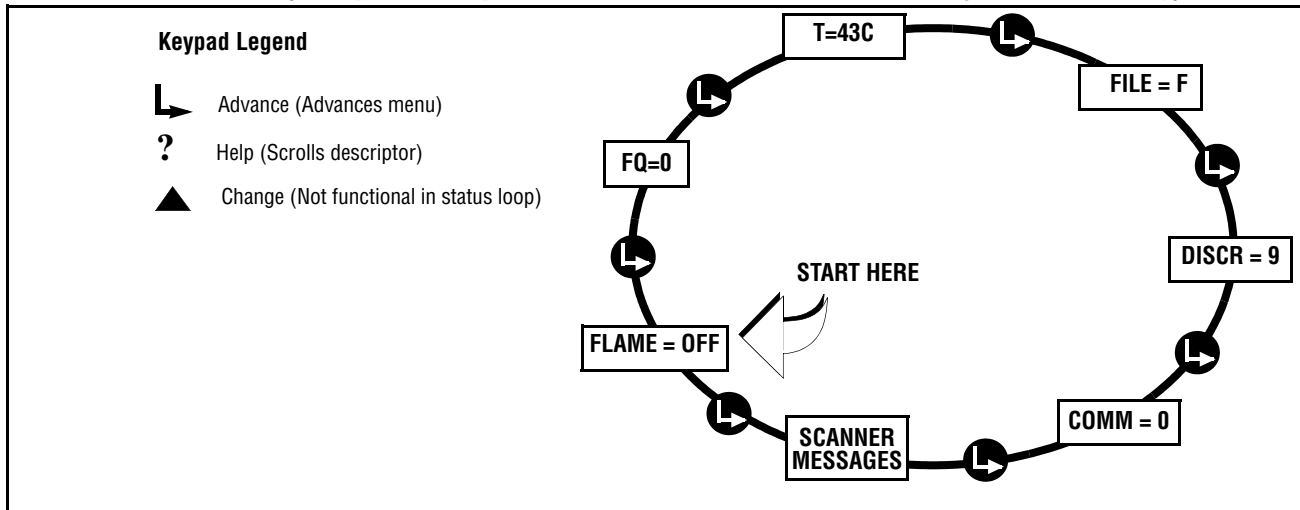 Keypad Legend
Advance (Advances menu)
? Help (Scrolls descriptor)
Change (Not functional in status loop)
T=43C
FILE = F
FQ=0
DISCR = 9
START HERE
FLAME = OFF
COMM = 0
SCANNER
MESSAGES